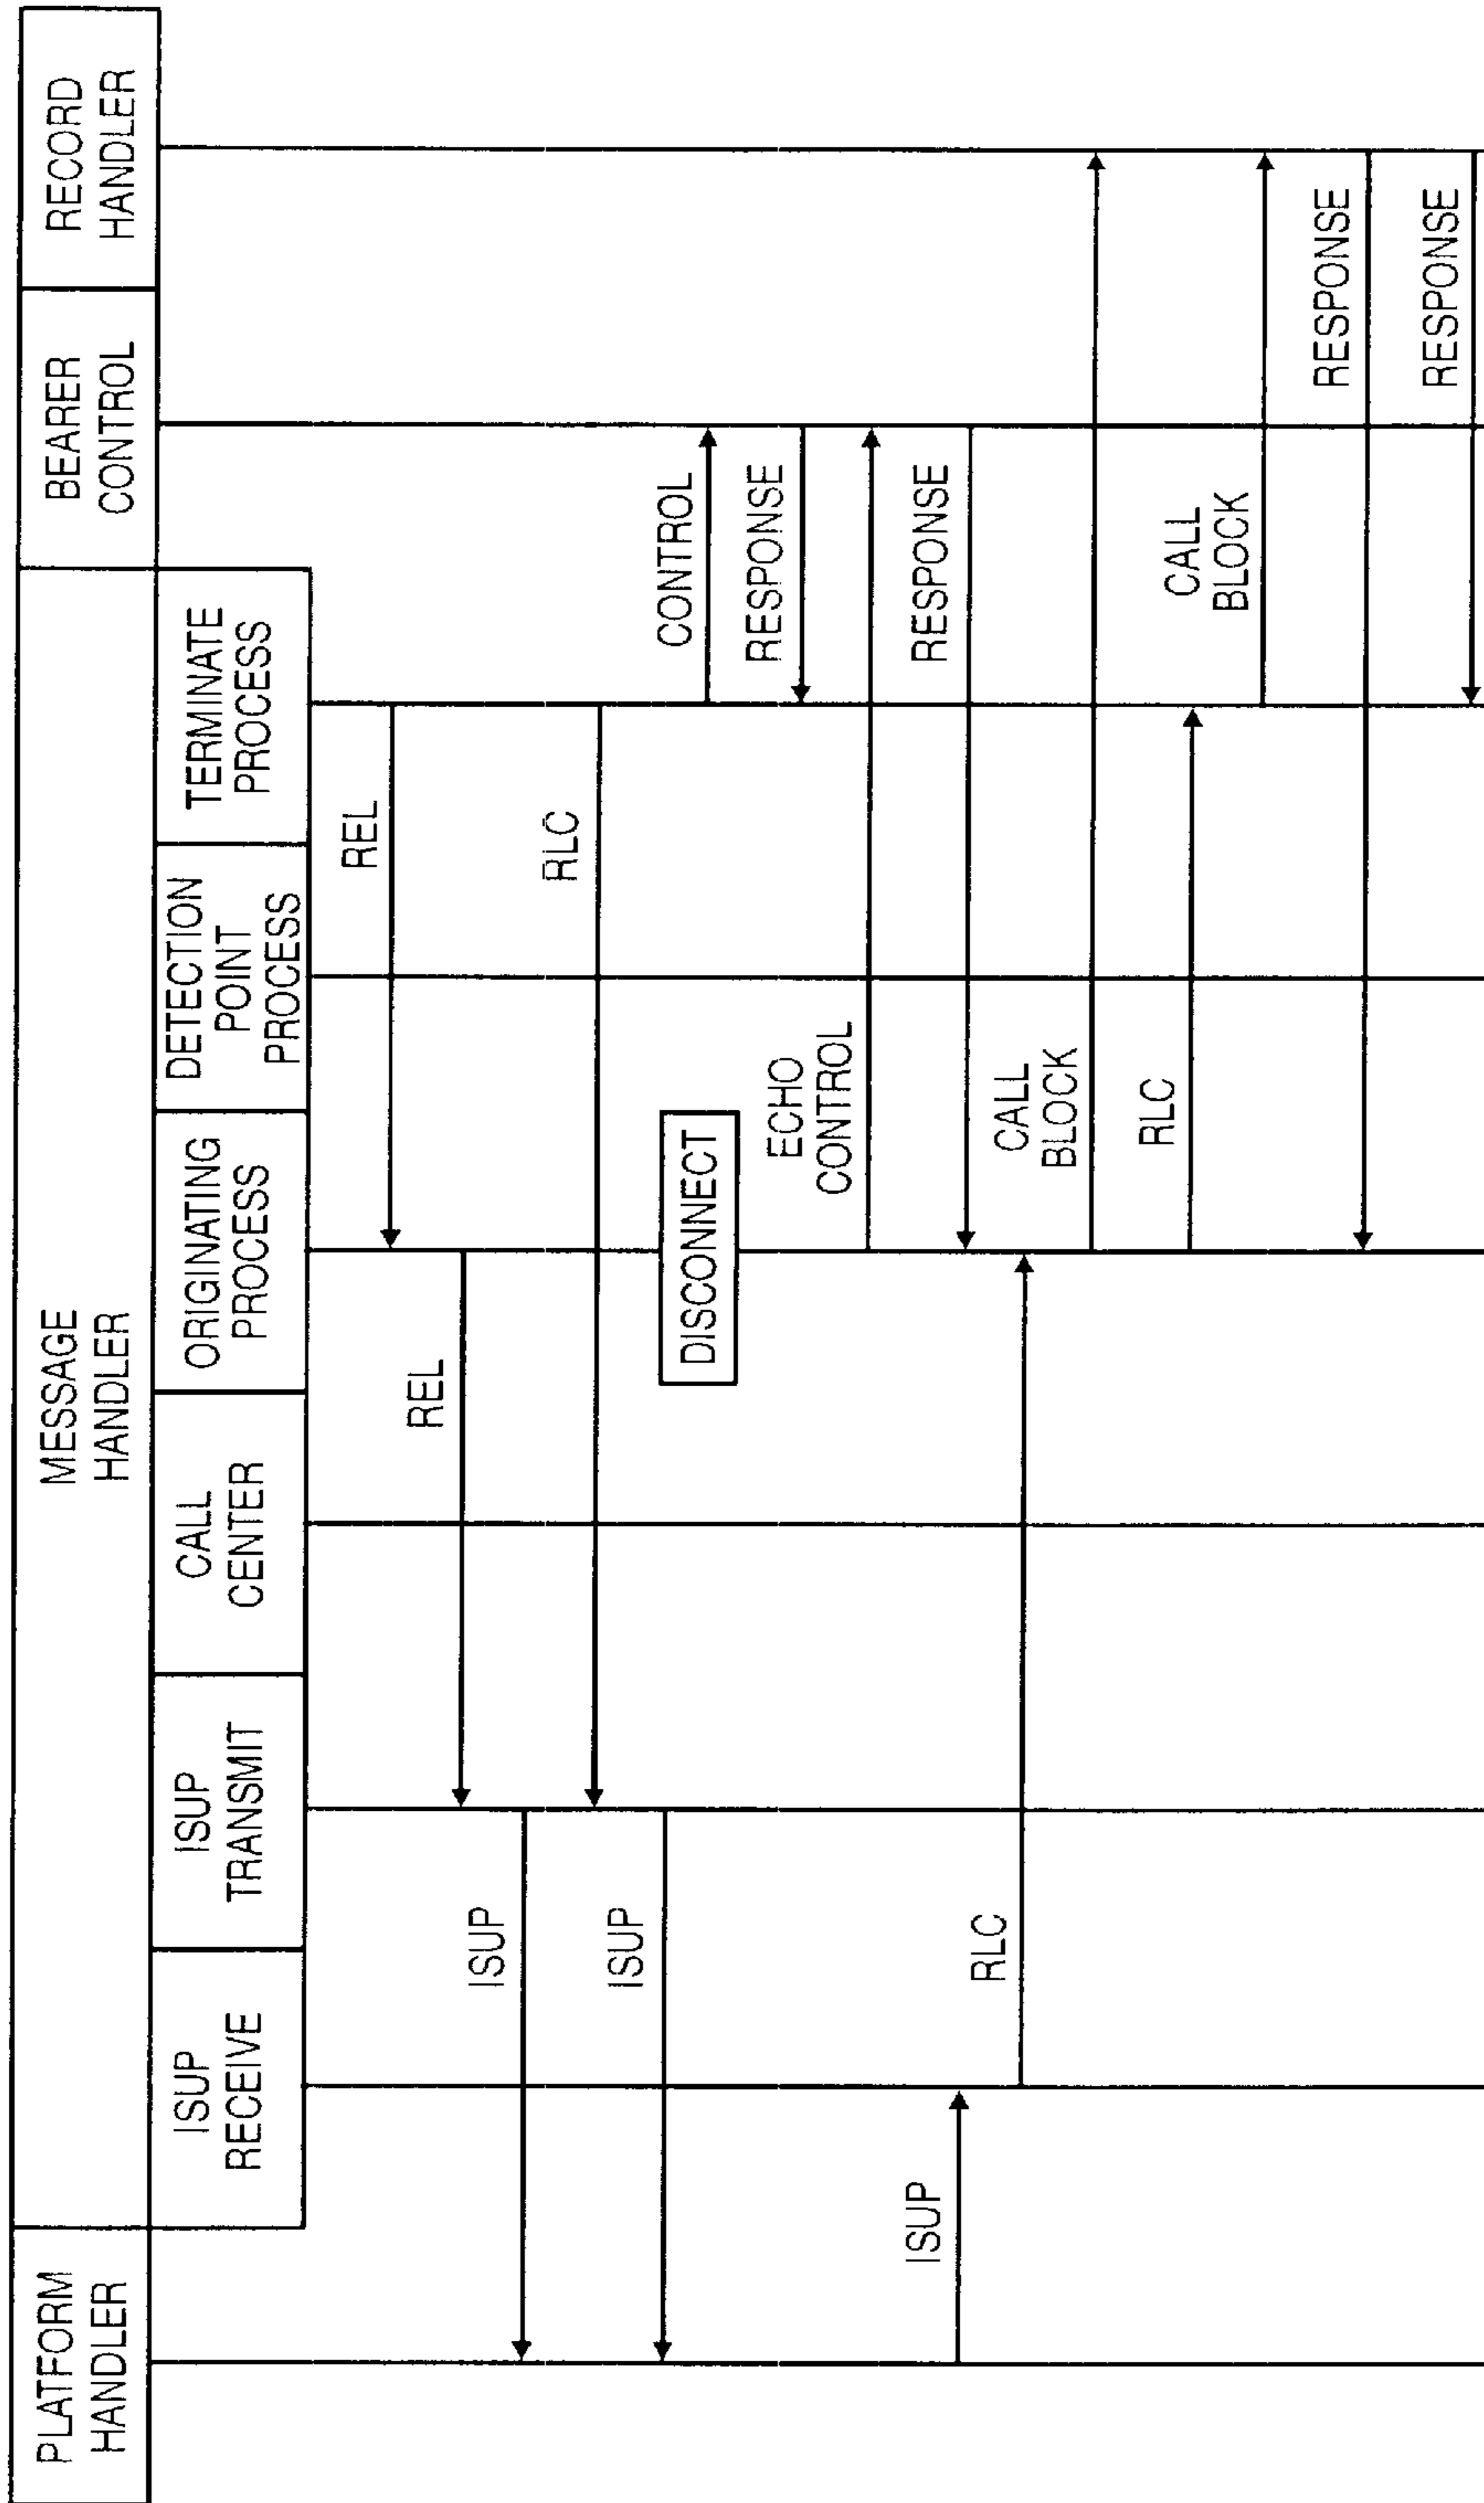 PLATFORM
HANDLER
MESSAGE
HANDLER
BEARER
CONTROL
RECORD
HANDLER
ISUP
RECEIVE
ISUP
TRANSMIT
CALL
CENTER
ORIGINATING
PROCESS
DETECTION
POINT
PROCESS
TERMINATE
PROCESS
REL
REL
ISUP
RLC
ISUP
DISCONNECT
CONTROL
RESPONSE
ECHO
CONTROL
ISUP
RESPONSE
RLC
CALL
BLOCK
RLC
CALL
BLOCK
RESPONSE
RESPONSE